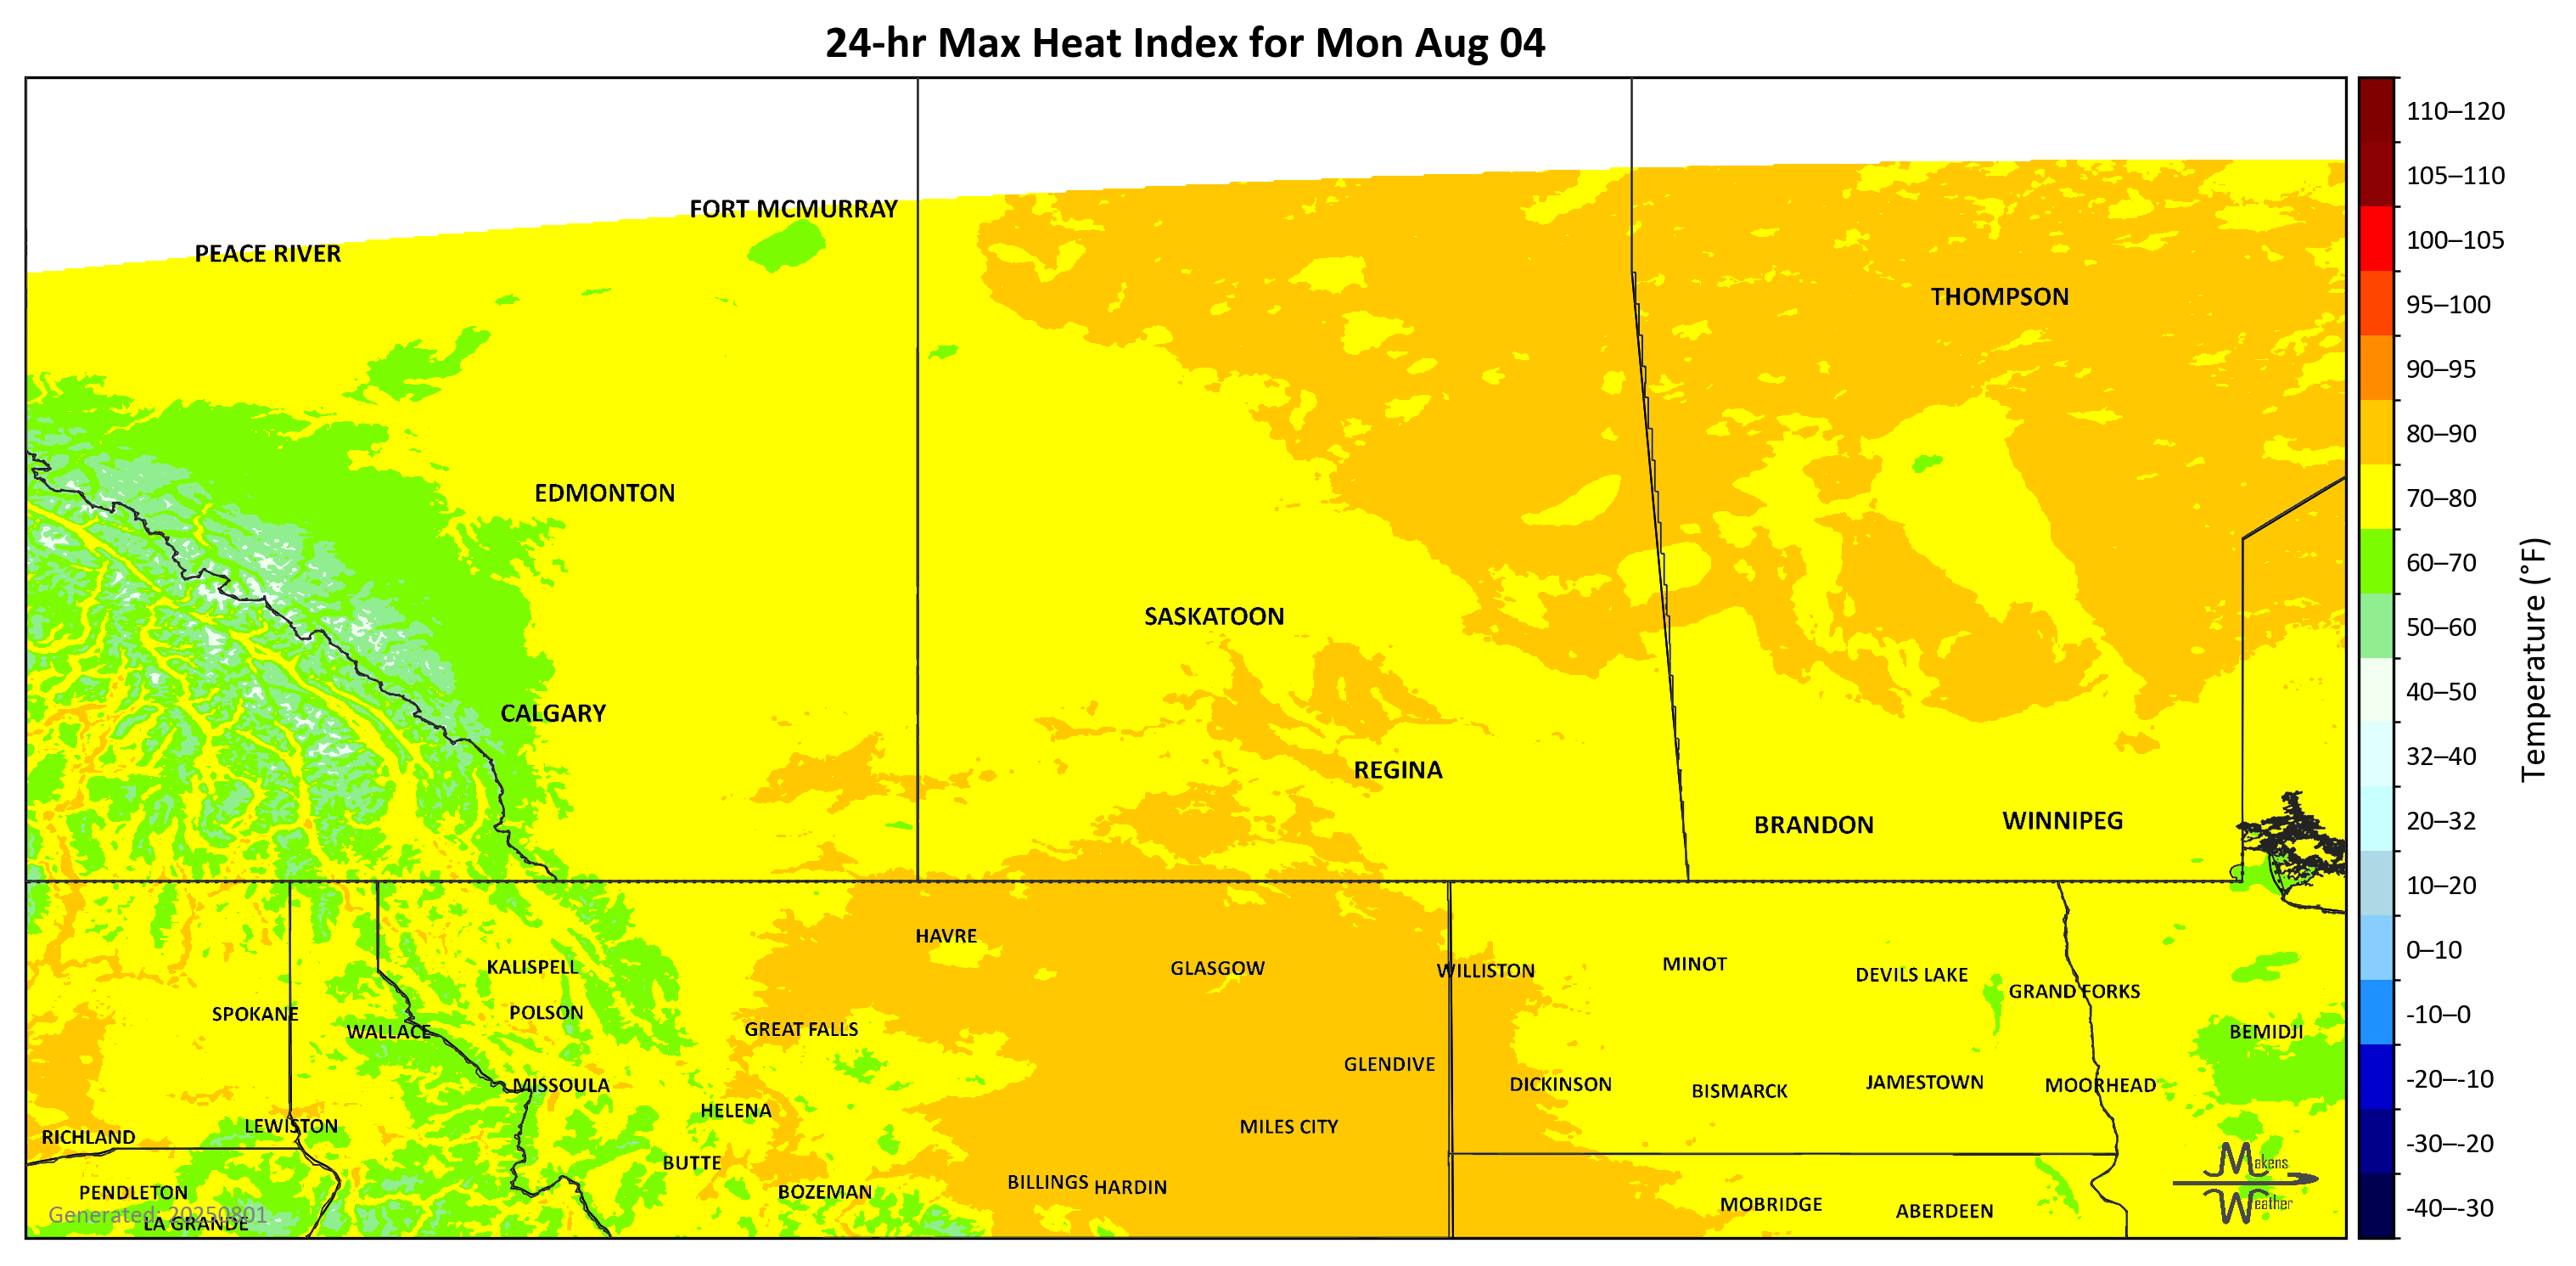 24-hr Max Heat Index for Mon Aug 04
FORT MCMURRAY
PEACE RIVER
THOMPSON
EDMONTON
SASKATOON
CALGARY
REGINA
BRANDON
WINNIPEG
HAVRE
KALISPELL
GLASGOW
WILLISTON
MINOT
DEVILS LAKE
GRAND FORKS
SPOKANE
POLSON
WALLACE
GREAT FALLS
BEMIDJI
GLENDIVE
MISSOULA
DICKINSON
BISMARCK
JAMESTOWN
MOORHEAD
HELENA
LEWISTON
MILES CITY
RICHLAND
BUTTE
BILLINGS
HARDIN
PENDLETON
BOZEMAN
MOBRIDGE
ABERDEEN
Generated: 20250801
LA GRANDE
Makens
Weather
110–120
105–110
100–105
95–100
90–95
80–90
70–80
60–70
50–60
40–50
32–40
20–32
10–20
0–10
-10–0
-20–-10
-30–-20
-40–-30
Temperature (°F)